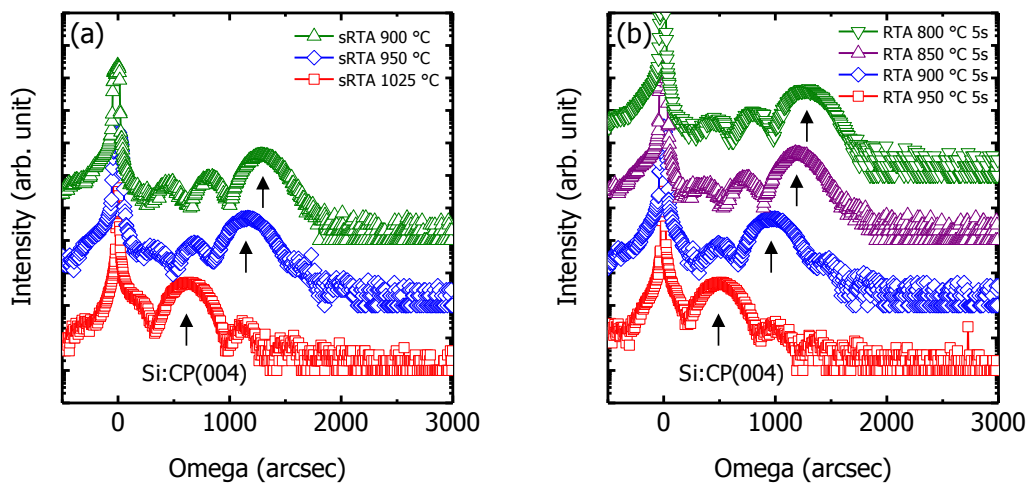 (a)
sRTA 900 °C
sRTA 950 °C
sRTA 1025 °C
Intensity (arb. unit)
Si:CP(004)
0 1000 2000 3000
Omega (arcsec)
(b)
RTA 800 °C 5s
RTA 850 °C 5s
RTA 900 °C 5s
RTA 950 °C 5s
Intensity (arb. unit)
Si:CP(004)
0 1000 2000 3000
Omega (arcsec)